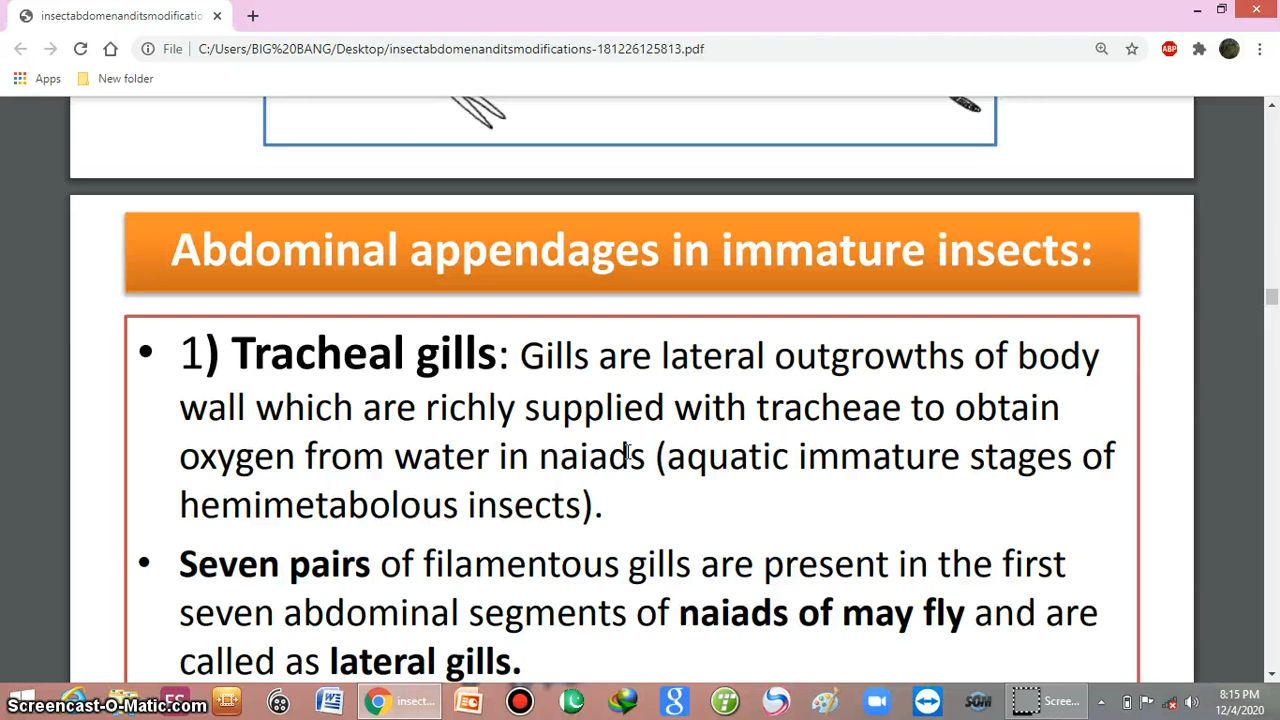 insectabdomenanditsmodificatio
File
C:/Users/BIG%20BANG/Desktop/insectabdomenanditsmodifications-181226125813.pdf
ABP
Apps
New folder
Abdominal appendages in immature insects:
• 1) Tracheal gills: Gills are lateral outgrowths of body
wall which are richly supplied with tracheae to obtain
oxygen from water in naiads (aquatic immature stages of
hemimetabolous insects).
• Seven pairs of filamentous gills are present in the first
seven abdominal segments of naiads of may fly and are
called as lateral gills.
insect...
Scree...
8:15 PM
12/4/2020
Screencast-O-Matic.com